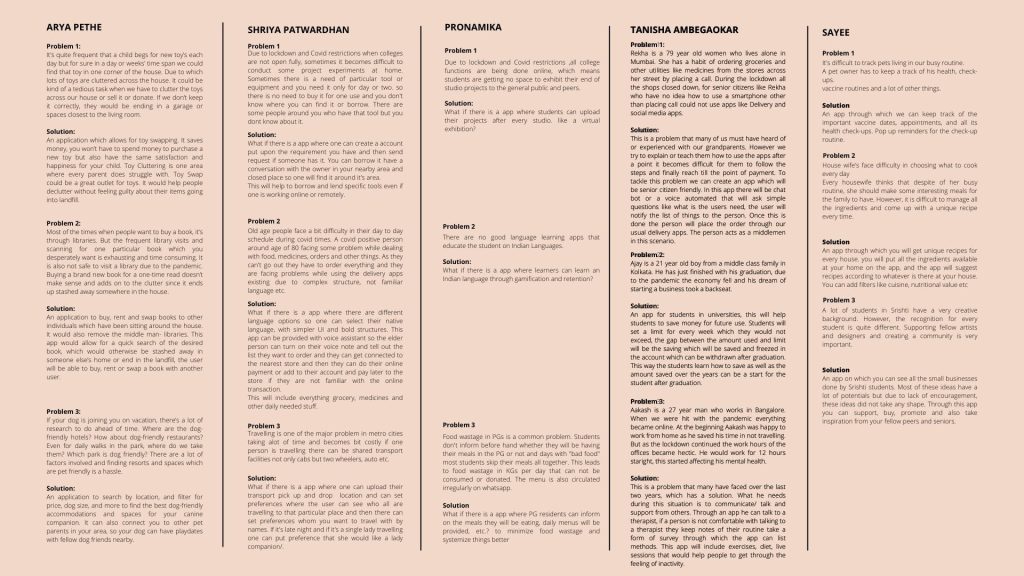 ARYA PETHE
Problem 1:
It's quite frequent that a child begs for new toy's each
day but for sure in a day or weeks' time span we could
find that toy in one corner of the house. Due to which
lots of toys are cluttered across the house. it could be
kind of a tedious task when we have to clutter the toys
across our house or sell it or donate. If we don't keep
it correctly, they would be ending in a garage or
spaces closest to the living room.
Solution:
An application which allows for toy swapping. It saves
money, you won't have to spend money to purchase a
new toy but also have the same satisfaction and
happiness for your child. Toy Cluttering is one area
where every parent does struggle with. Toy Swap
could be a great outlet for toys. It would help people
declutter without feeling guilty about their items going
into landfill.
Problem 2:
Most of the times when people want to buy a book, it's
through libraries. But the frequent library visits and
scanning for one particular book which you
desperately want is exhausting and time consuming. It
is also not safe to visit a library due to the pandemic.
Buying a brand new book for a one-time read doesn't
make sense and adds on to the clutter since it ends
up stashed away somewhere in the house.
Solution:
An application to buy, rent and swap books to other
individuals which have been sitting around the house.
It would also remove the middle man- libraries. This
app would allow for a quick search of the desired
book, which would otherwise be stashed away in
someone else's home or end in the landfill, the user
will be able to buy, rent or swap a book with another
user.
Problem 3:
If your dog is joining you on vacation, there's a lot of
research to do ahead of time. Where are the dog-
friendly hotels? How about dog-friendly restaurants?
Even for daily walks in the park, where do we take
them? Which park is dog friendly? There are a lot of
factors involved and finding resorts and spaces which
are pet friendly is a hassle.
Solution:
An application to search by location, and filter for
price, dog size, and more to find the best dog-friendly
accommodations and spaces for your canine
companion. It can also connect you to other pet
parents in your area, so your dog can have playdates
with fellow dog friends nearby.
SHRIYA PATWARDHAN
Problem 1
Due to lockdown and Covid restrictions when colleges
are not open fully, sometimes it becomes difficult to
conduct some project experiments at home.
Sometimes there is a need of particular tool or
equipment and you need it only for day or two. so
there is no need to buy it for one use and you don't
know where you can find it or borrow. There are
some people around you who have that tool but you
dont know about it.
Solution:
What if there is a app where one can create a account
put upon the requirement you have and then send
request if someone has it. You can borrow it have a
conversation with the owner in your nearby area and
closed place so one will find it around it's area.
This will help to borrow and lend specific tools even if
one is working online or remotely.
Problem 2
Old age people face a bit difficulty in their day to day
schedule during covid times. A covid positive person
around age of 80 facing some problem while dealing
with food, medicines, orders and other things. As they
can't go out they have to order everything and they
are facing problems while using the delivery apps
existing due to complex structure, not familiar
language etc.
Solution:
What if there is a app where there are different
language options so one can select their native
language, with simpler UI and bold structures. This
app can be provided with voice assistant so the elder
person can turn on their voice note and tell out the
list they want to order and they can get connected to
the nearest store and then they can do their online
payment or add to their account and pay later to the
store if they are not familiar with the online
transaction.
This will include everything grocery, medicines and
other daily needed stuff.
Problem 3
Travelling is one of the major problem in metro cities
taking alot of time and becomes bit costly if one
person is travelling there can be shared transport
facilities not only cabs but two wheelers, auto etc.
Solution:
What if there is a app where one can upload their
transport pick up and drop location and can set
preferences where the user can see who all are
travelling to that particular place and then there can
set preferences whom you want to travel with by
names. If it's late night and if it's a single lady travelling
one can put preference that she would like a lady
companion/.
PRONAMIKA
Problem 1
Due to lockdown and Covid restrictions ,all college
functions are being done online, which means
students are getting no space to exhibit their end of
studio projects to the general public and peers.
Solution:
What if there is a app where students can upload
their projects after every studio. like a virtual
exhibition?
Problem 2
There are no good language learning apps that
educate the student on Indian Languages.
Solution:
What if there is a app where learners can learn an
Indian language through gamification and retention?
Problem 3
Food wastage in PGs is a common problem. Students
don't inform before hand whether they will be having
their meals in the PG or not and days with "bad food"
most students skip their meals all together. This leads
to food wastage in KGs per day that can not be
consumed or donated. The menu is also circulated
irregularly on whatsapp.
Solution
What if there is a app where PG residents can inform
on the meals they will be eating, daily menus will be
provided, etc.? to minimize food wastage and
systemize things better
TANISHA AMBEGAOKAR
Problem 1:
Rekha is a 79 year old women who lives alone in
Mumbai. She has a habit of ordering groceries and
other utilities like medicines from the stores across
her street by placing a call. During the lockdown all
the shops closed down, for senior citizens like Rekha
who have no idea how to use a smartphone other
than placing call could not use apps like Delivery and
social media apps.
Solution:
This is a problem that many of us must have heard of
or experienced with our grandparents. However we
try to explain or teach them how to use the apps after
a point it becomes difficult for them to follow the
steps and finally reach till the point of payment. To
tackle this problem we can create an app which will
be senior citizen friendly. In this app there will be chat
bot or a voice automated that will ask simple
questions like what is the users need, the user will
notify the list of things to the person. Once this is
done the person will place the order through our
usual delivery apps. The person acts as a middlemen
in this scenario.
Problem 2:
Ajay is a 21 year old boy from a middle class family in
Kolkata. He has just finished with his graduation, due
to the pandemic the economy fell and his dream of
starting a business took a backseat.
Solution:
An app for students in universities, this will help
students to save money for future use. Students will
set a limit for every week which they would not
exceed, the gap between the amount used and limit
will be the saving which will be saved and freezed in
the account which can be withdrawn after graduation.
This way the students learn how to save as well as the
amount saved over the years can be a start for the
student after graduation.
Problem 3:
Aakash is a 27 year man who works in Bangalore.
When we were hit with the pandemic everything
became online. At the beginning Aakash was happy to
work from home as he saved his time in not travelling.
But as the lockdown continued the work hours of the
offices became hectic. He would work for 12 hours
staright, this started affecting his mental health.
Solution:
This is a problem that many have faced over the last
two years, which has a solution. What he needs
during this situation is to communicate/ talk and
support from others. Through an app he can talk to a
therapist, if a person is not comfortable with talking to
a therapist they keep notes of their routine take a
form of survey through which the app can list
methods. This app will include exercises, diet, live
sessions that would help people to get through the
feeling of inactivity.
SAYEE
Problem 1
It's difficult to track pets living in our busy routine.
A pet owner has to keep a track of his health, check-
ups.
vaccine routines and a lot of other things.
Solution
An app through which we can keep track of the
important vaccine dates, appointments, and all its
health check-ups. Pop up reminders for the check-up
routine.
Problem 2
House wife's face difficulty in choosing what to cook
every day
Every housewife thinks that despite of her busy
routine, she should make some interesting meals for
the family to have. However, it is difficult to manage all
the ingredients and come up with a unique recipe
every time.
Solution
An app through which you will get unique recipes for
every house. you will put all the ingredients available
at your home on the app, and the app will suggest
recipes according to whatever is there at your house.
You can add filters like cuisine, nutritional value etc
Problem 3
A lot of students in Srishti have a very creative
background. However, the recognition for every
student is quite different. Supporting fellow artists
and designers and creating a community is very
important.
Solution
An app on which you can see all the small businesses
done by Srishti students. Most of these ideas have a
lot of potentials but due to lack of encouragement,
these ideas did not take any shape. Through this app
you can support, buy, promote and also take
inspiration from your fellow peers and seniors.